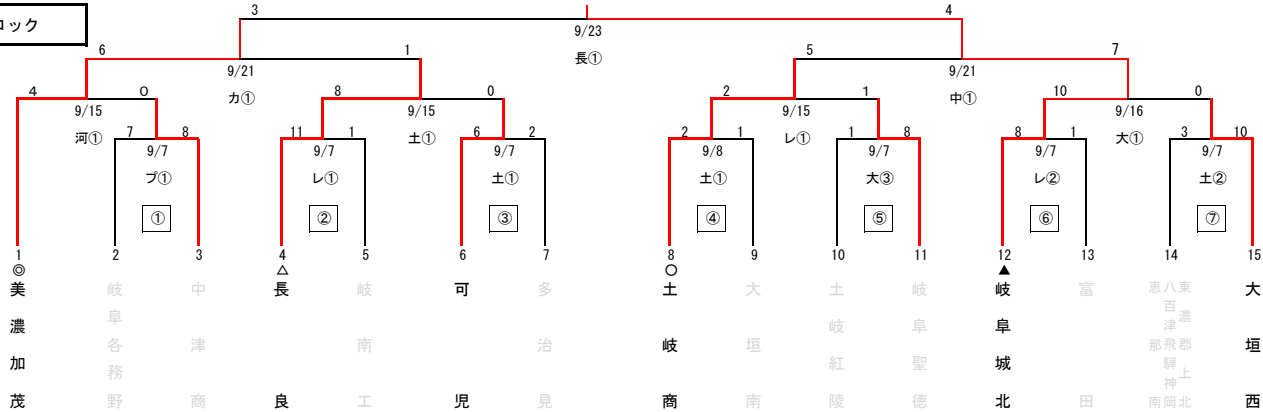 ロック
3 4
9/23
長①
6 1 5 7
9/21 9/21
カ① 中①
4 0 8 0 2 1 10 0
9/15 9/15 9/15 9/16
河① 土① レ① 大①
7 8 11 1 6 2 2 1 1 8 8 1 3 10
9/7 9/7 9/7 9/8 9/7 9/7 9/7
プ① レ① 土① 土① 大③ レ② 土②
① ② ③ ④ ⑤ ⑥ ⑦
1 2 3 4 5 6 7 8 9 10 11 12 13 14 15
◎ △ ○ ▲
美濃加茂
岐阜各務野
中津商
長良
岐南工
可児
多治見
土岐商
大垣南
土岐紅陵
岐阜聖徳
岐阜城北
富田
東濃郡上北
八百津飛騨神岡
恵那南
大垣西